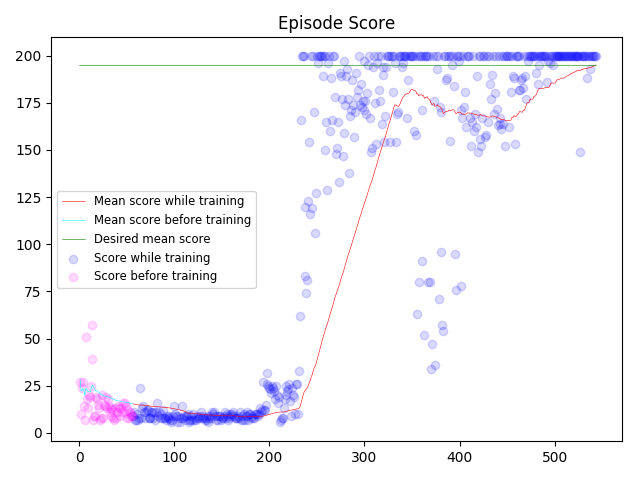 Episode Score
200
175
150
125
100
75
50
25
0
Mean score while training
Mean score before training
Desired mean score
Score while training
Score before training
0 100 200 300 400 500